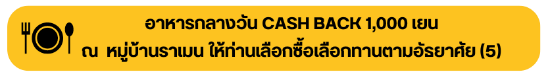 อาหารกลางวัน CASH BACK 1,000 เยน
ณ หมู่บ้านราเมน ให้ท่านเลือกซื้อเลือกทานตามอัธยาศัย (5)